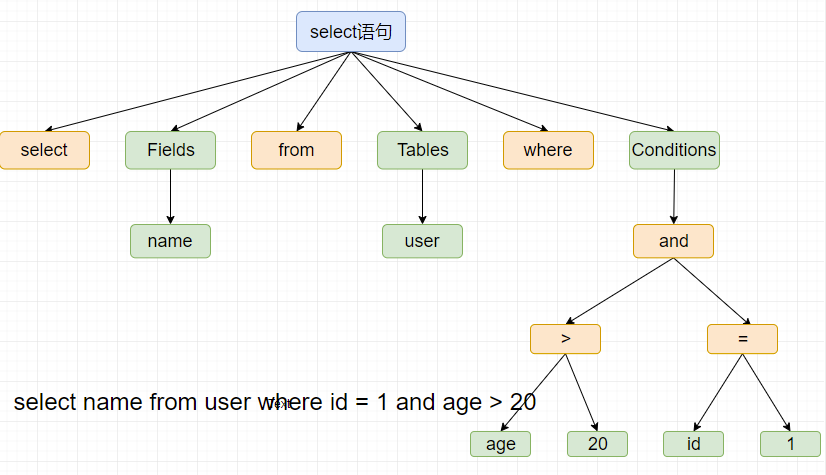 select语句
select Fields from Tables where Conditions
name user and
> =
select name from user where id = 1 and age > 20
Text
age 20 id 1